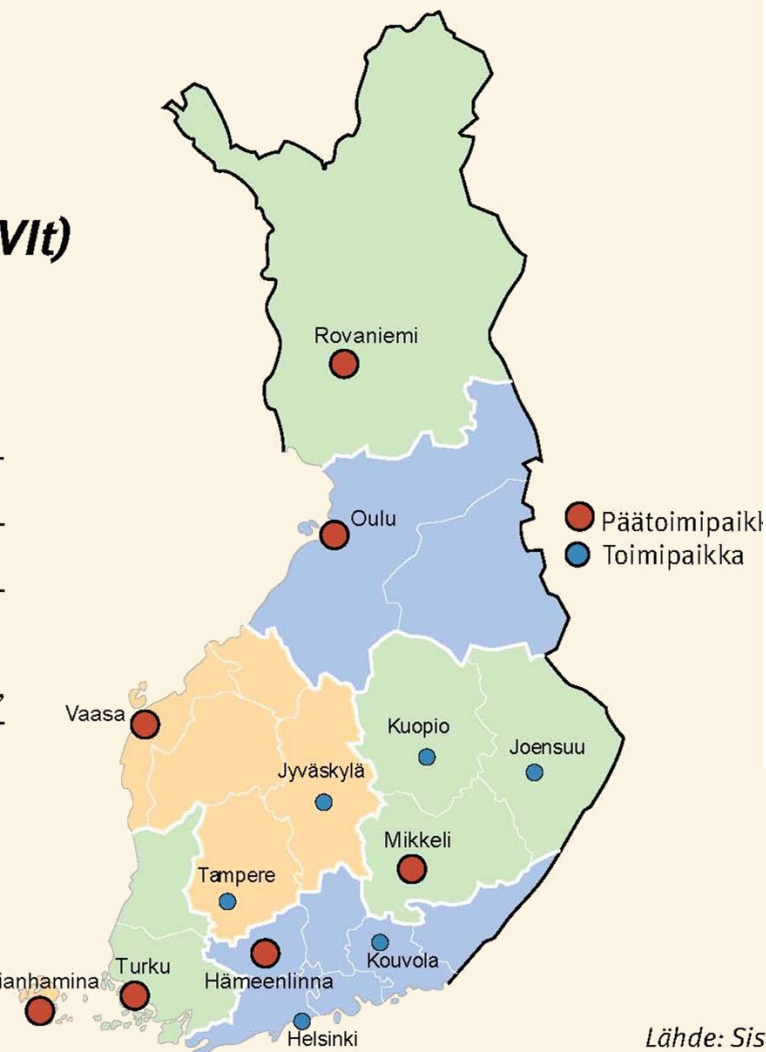 VIt)
Rovaniemi
Oulu
Päätoimipaikk
Toimipaikka
Vaasa
Kuopio
Joensuu
Jyväskylä
Mikkeli
Tampere
Kouvola
ianhamina
Turku
Hämeenlinna
Helsinki
Lähde: Sis